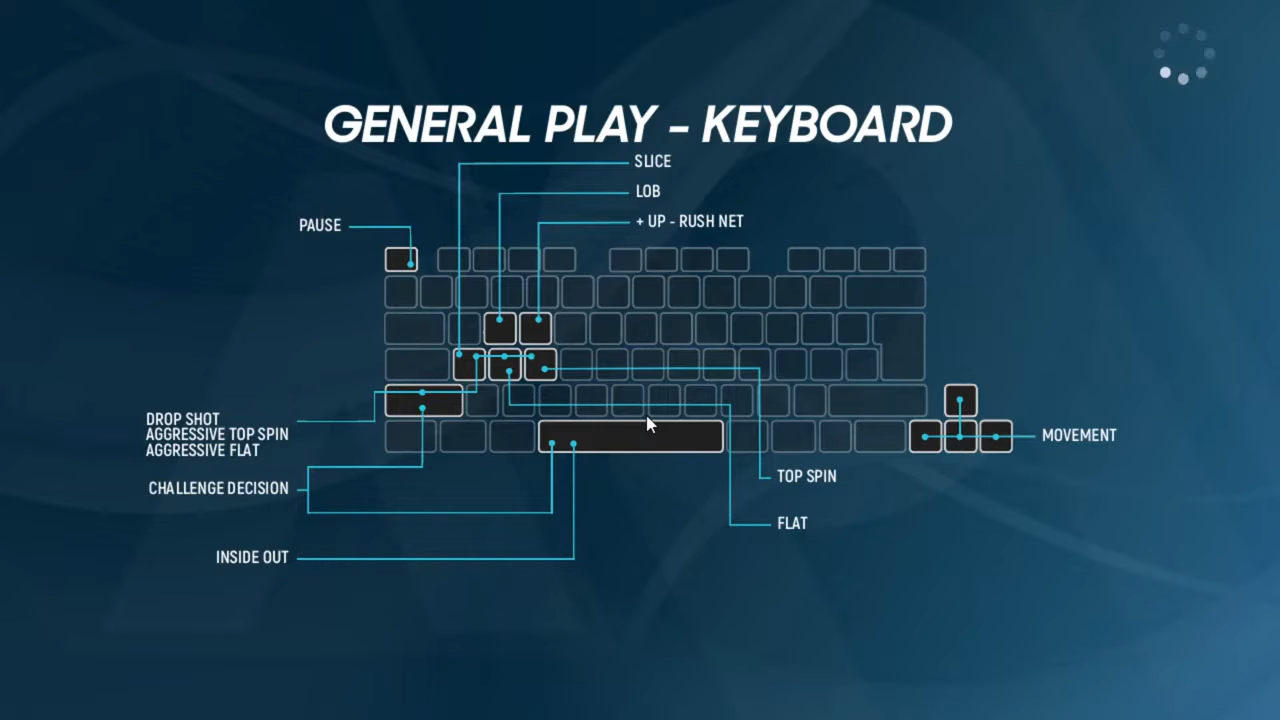 GENERAL PLAY - KEYBOARD
SLICE
LOB
+ UP - RUSH NET
PAUSE
DROP SHOT
AGGRESSIVE TOP SPIN
AGGRESSIVE FLAT
MOVEMENT
TOP SPIN
CHALLENGE DECISION
FLAT
INSIDE OUT